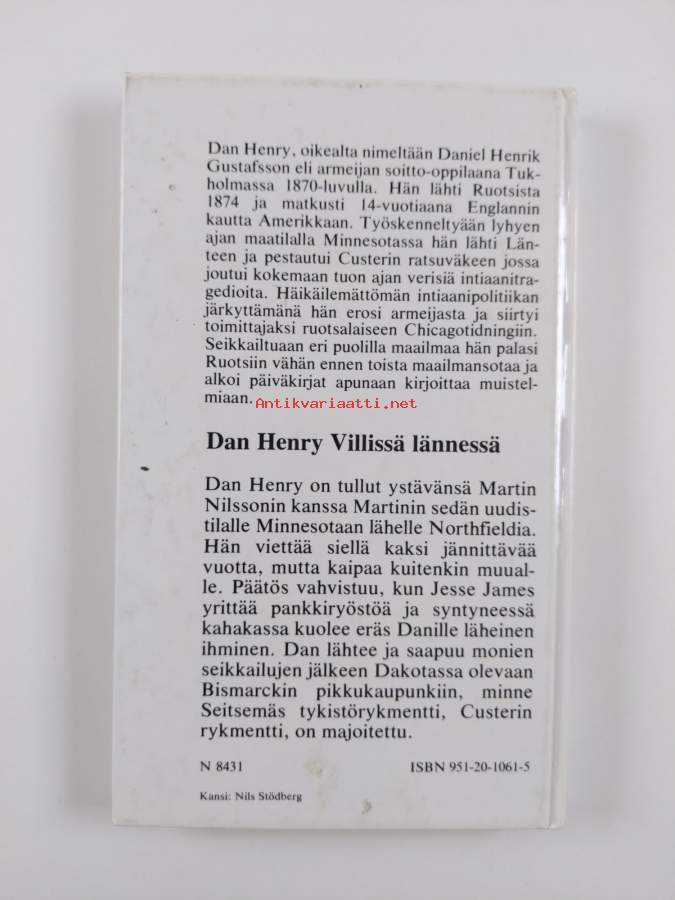 Dan Henry, oikealta nimeltään Daniel Henrik
Gustafsson eli armeijan soitto-oppilaana Tuk-
holmassa 1870-luvulla. Hän lähti Ruotsista
1874 ja matkusti 14-vuotiaana Englannin
kautta Amerikkaan. Työskenneltyään lyhyen
ajan maatilalla Minnesotassa hän lähti Län-
teen ja pestautui Custerin ratsuväkeen jossa
joutui kokemaan tuon ajan verisiä intiaanitra-
gedioita. Häikäilemättömän intiaanipolitiikan
järkyttämänä hän erosi armeijasta ja siirtyi
toimittajaksi ruotsalaiseen Chicagotidningiin.
Seikkailtuaan eri puolilla maailmaa hän palasi
Ruotsiin vähän ennen toista maailmansotaa ja
alkoi päiväkirjat apunaan kirjoittaa muistel-
miaan.
Antikvariaatti.net
Dan Henry Villissä lännessä
Dan Henry on tullut ystävänsä Martin
Nilssonin kanssa Martinin sedän uudis-
tilalle Minnesotaan lähelle Northfieldia.
Hän viettää siellä kaksi jännittävää
vuotta, mutta kaipaa kuitenkin muual-
le. Päätös vahvistuu, kun Jesse James
yrittää pankkiryöstöä ja syntyneessä
kahakassa kuolee eräs Danille läheinen
ihminen. Dan lähtee ja saapuu monien
seikkailujen jälkeen Dakotassa olevaan
Bismarckin pikkukaupunkiin, minne
Seitsemäs tykistörykmentti, Custerin
rykmentti, on majoitettu.
N 8431 ISBN 951-20-1061-5
Kansi: Nils Stödberg